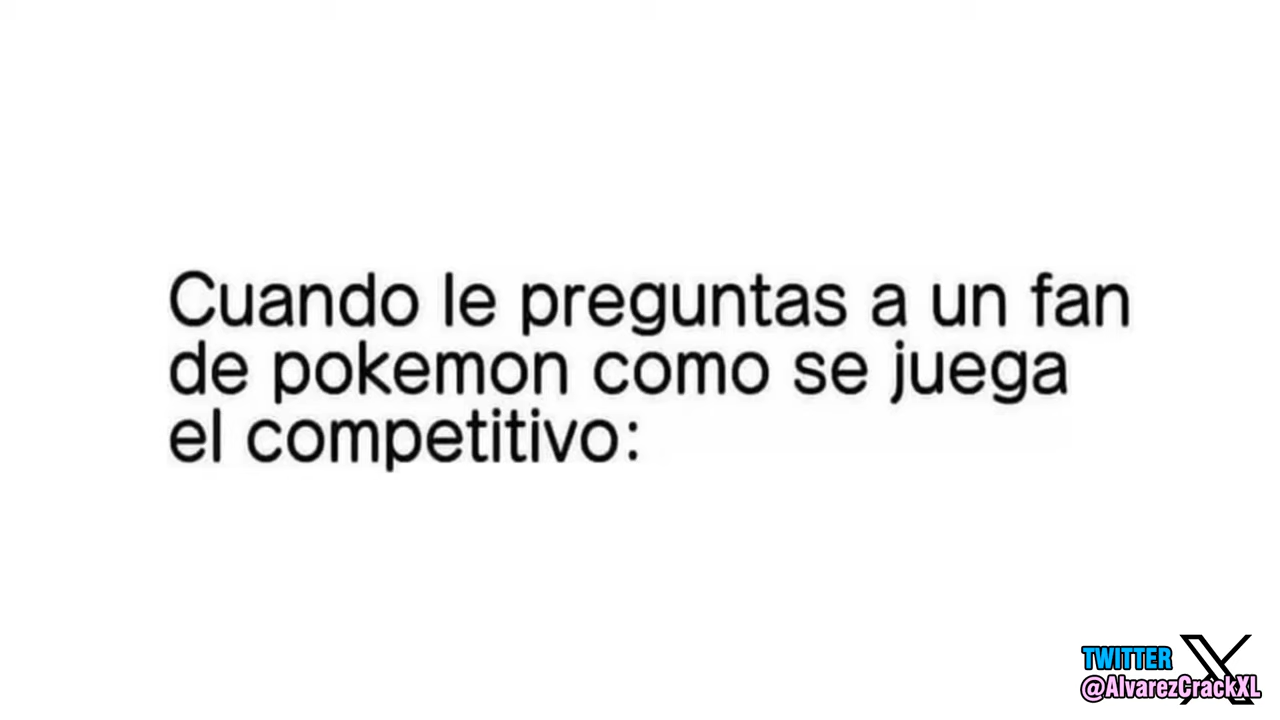 Cuando le preguntas a un fan
de pokemon como se juega
el competitivo:
TWITTER
@AlvarezCrackXL